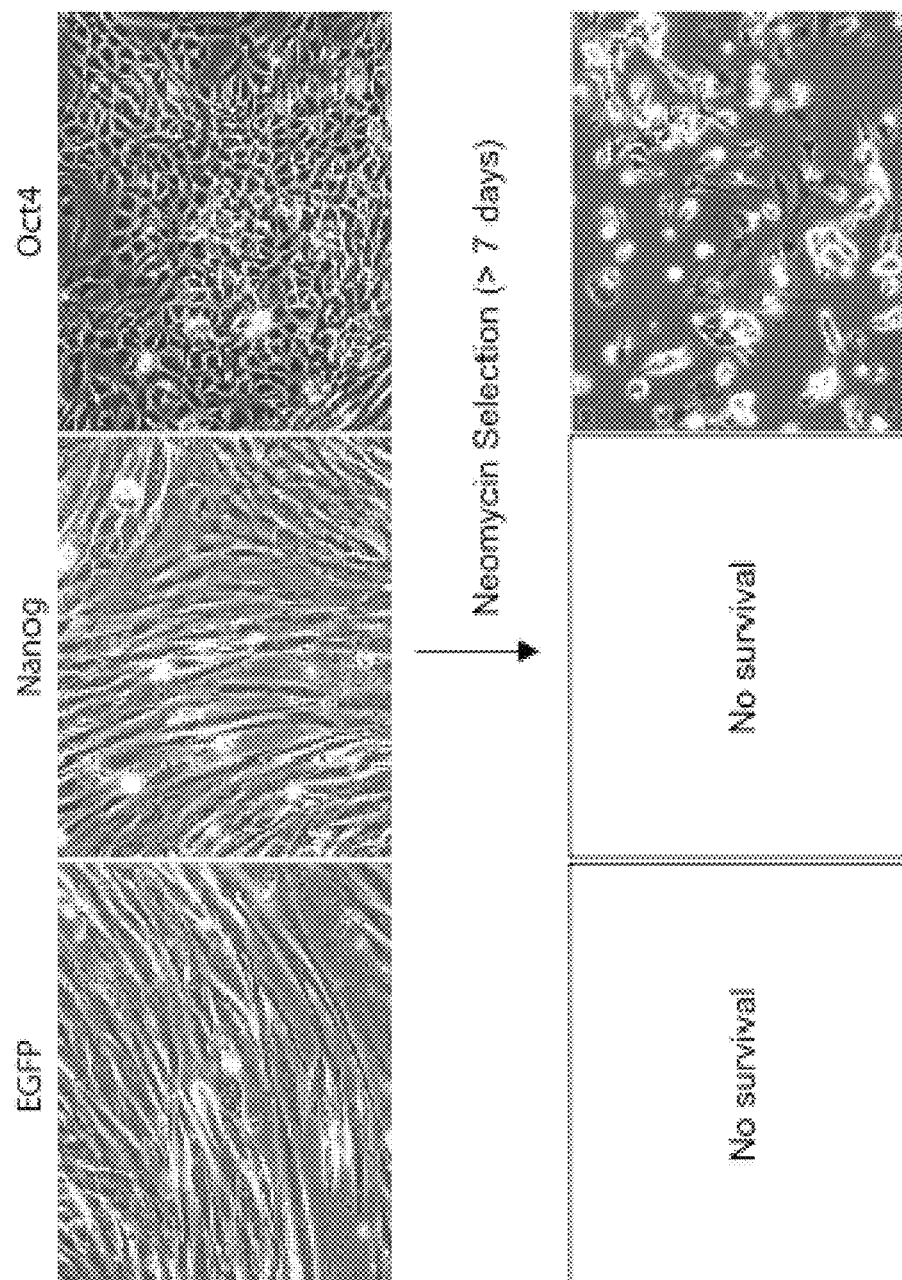 EGFP
Nanog
Oct4
Neomycin Selection (> 7 days)
No survival
No survival